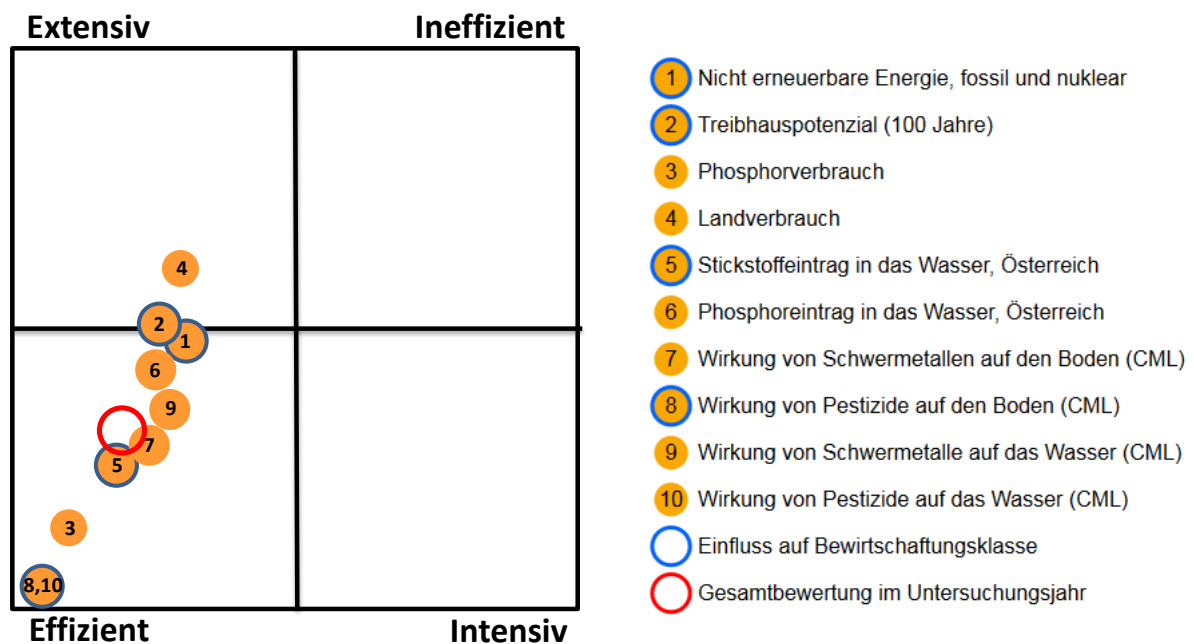 Extensiv
Ineffizient
4
2
1
6
9
7
5
3
8,10
Effizient
Intensiv
1 Nicht erneuerbare Energie, fossil und nuklear
2 Treibhauspotenzial (100 Jahre)
3 Phosphorverbrauch
4 Landverbrauch
5 Stickstoffeintrag in das Wasser, Österreich
6 Phosphoreintrag in das Wasser, Österreich
7 Wirkung von Schwermetallen auf den Boden (CML)
8 Wirkung von Pestizide auf den Boden (CML)
9 Wirkung von Schwermetalle auf das Wasser (CML)
10 Wirkung von Pestizide auf das Wasser (CML)
Einfluss auf Bewirtschaftungsklasse
Gesamtbewertung im Untersuchungsjahr